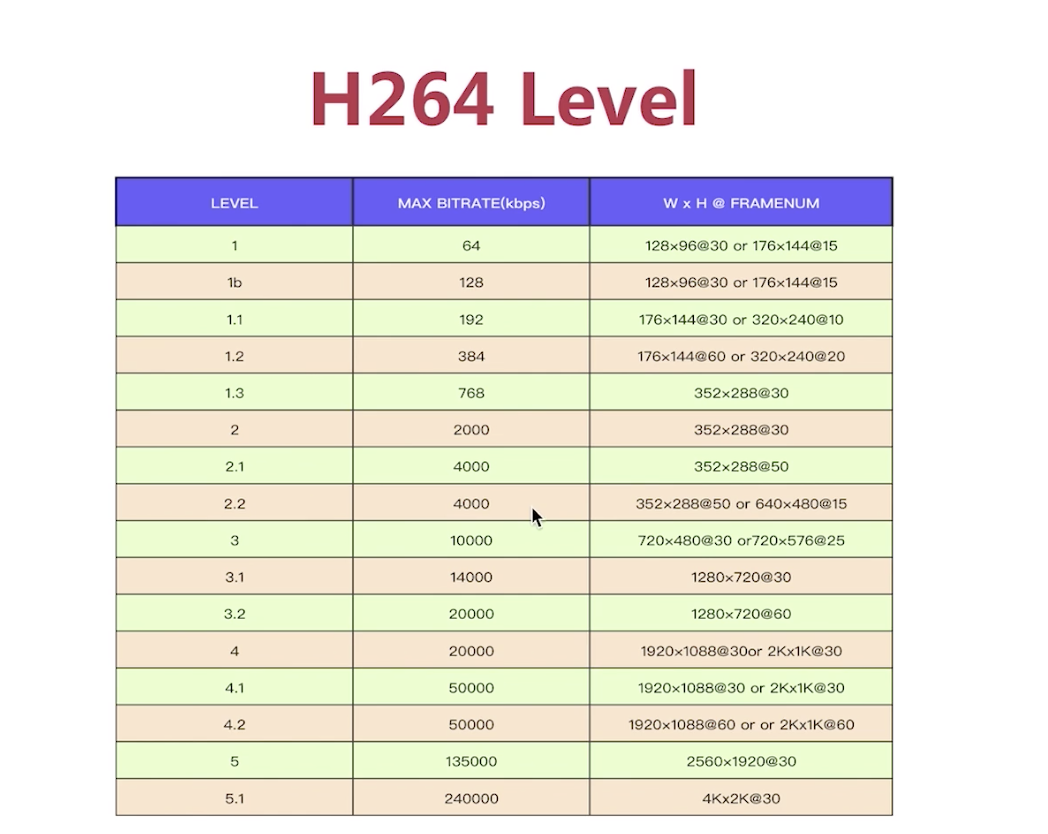 H264 Level
LEVEL MAX BITRATE(kbps) W x H @ FRAMENUM
1 64 128×96@30 or 176×144@15
1b 128 128×96@30 or 176×144@15
1.1 192 176×144@30 or 320×240@10
1.2 384 176×144@60 or 320×240@20
1.3 768 352×288@30
2 2000 352×288@30
2.1 4000 352×288@50
2.2 4000 352×288@50 or 640×480@15
3 10000 720×480@30 or720×576@25
3.1 14000 1280×720@30
3.2 20000 1280×720@60
4 20000 1920×1088@30or 2Kx1K@30
4.1 50000 1920×1088@30 or 2Kx1K@30
4.2 50000 1920×1088@60 or or 2Kx1K@60
5 135000 2560×1920@30
5.1 240000 4Kx2K@30